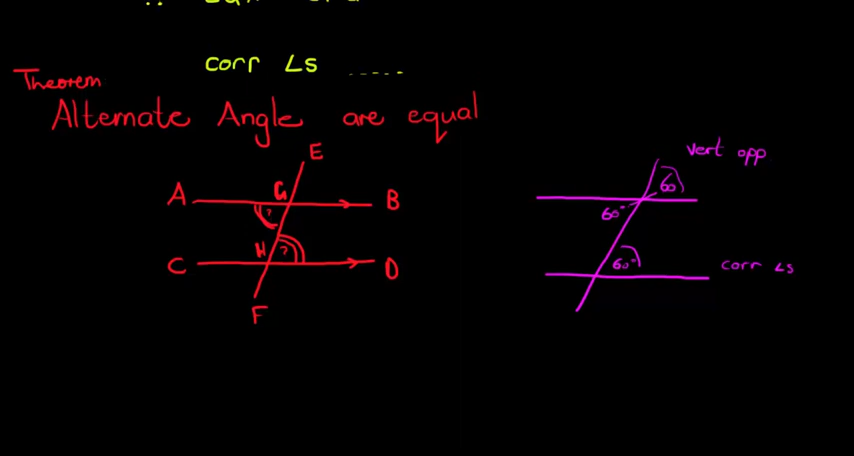 corr ∠s .....
Theorem
Alternate Angle are equal
E
vert opp
A G B
60
?
60°
H ?
C D
60°
corr ∠s
F